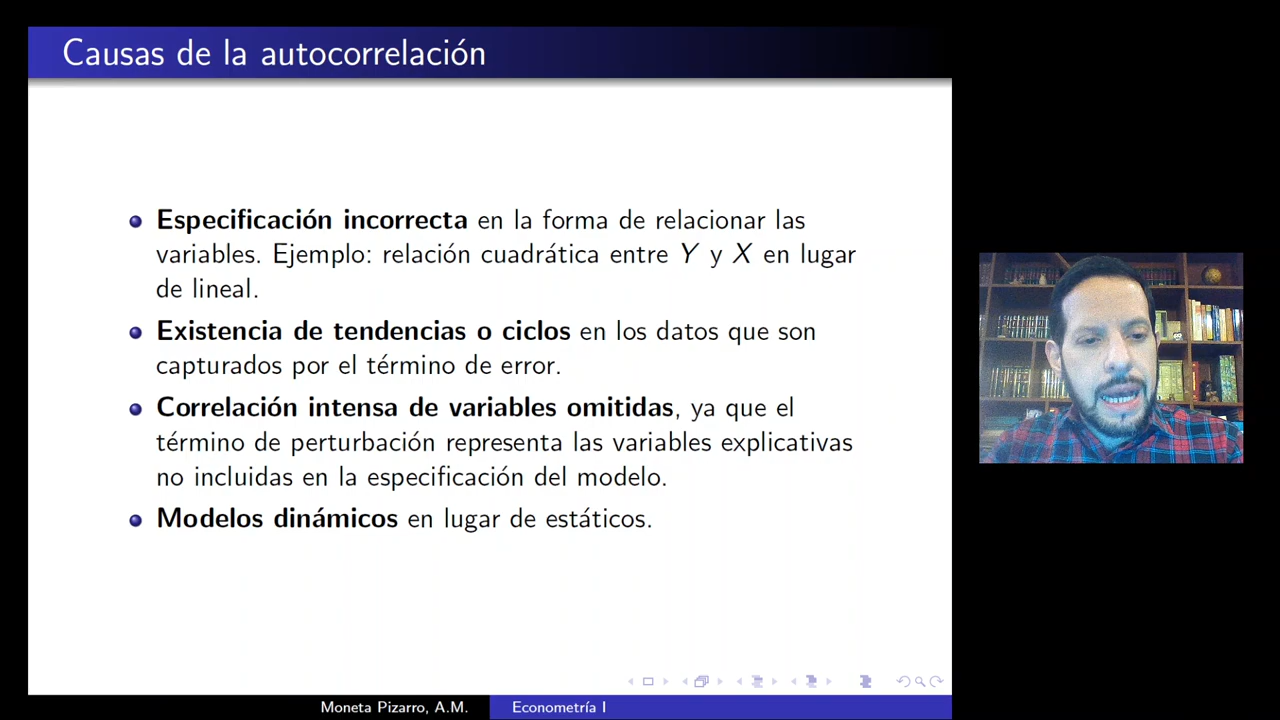 Causas de la autocorrelación
Especificación incorrecta en la forma de relacionar las
variables. Ejemplo: relación cuadrática entre Y y X en lugar
de lineal.
Existencia de tendencias o ciclos en los datos que son
capturados por el término de error.
Correlación intensa de variables omitidas, ya que el
término de perturbación representa las variables explicativas
no incluidas en la especificación del modelo.
Modelos dinámicos en lugar de estáticos.
Moneta Pizarro, A.M.
Econometría I